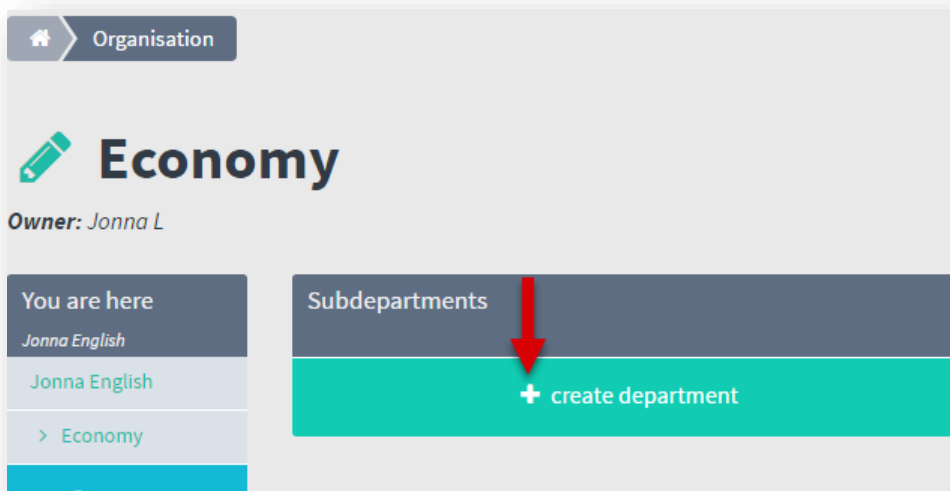 Organisation
Economy
Owner: Jonna L
You are here
Jonna English
Jonna English
> Economy
Subdepartments
+ create department